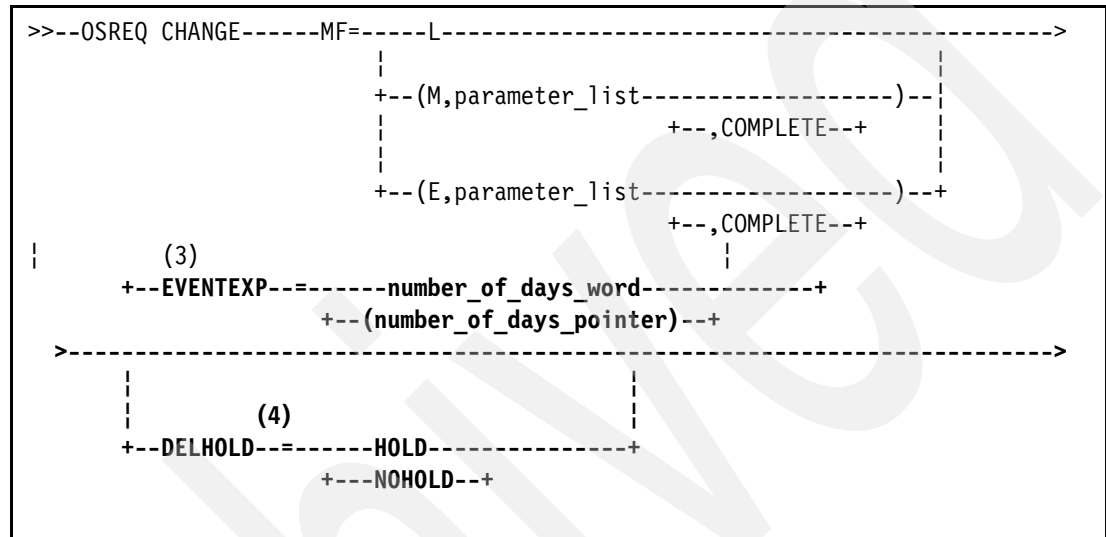 >>--OSREQ CHANGE------MF=-----L--------------------------------------------->
¦ ¦
+--(M,parameter_list------------------)--¦
¦ +--,COMPLETE--+ ¦
¦ ¦
+--(E,parameter_list------------------)--+
+--,COMPLETE--+
¦ (3) ¦
+--EVENTEXP--=------number_of_days_word------------+
+--(number_of_days_pointer)--+
>----------------------------------------------------------------------->
¦ ¦
¦ (4) ¦
+--DELHOLD--=------HOLD---------------+
+---NOHOLD--+